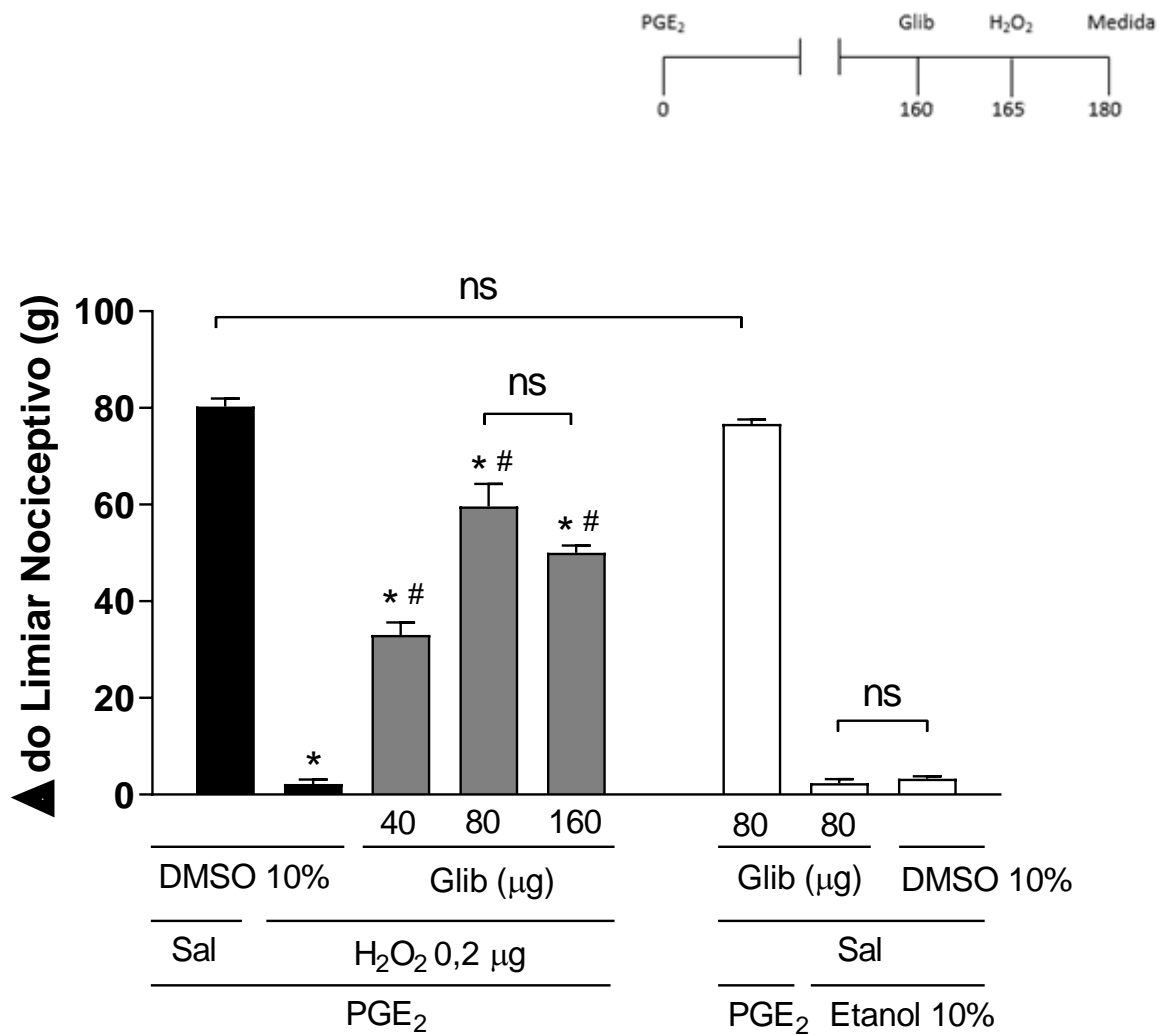 PGE₂ Glib H₂O₂ Medida
0 160 165 180
ns
ns
ns
▲ do Limiar Nociceptivo (g)
100
80
60
40
20
0
*
* #
* #
* #
40 80 160 80 80
DMSO 10% Glib (μg) Glib (μg) DMSO 10%
Sal H₂O₂ 0,2 μg Sal
PGE₂ PGE₂ Etanol 10%